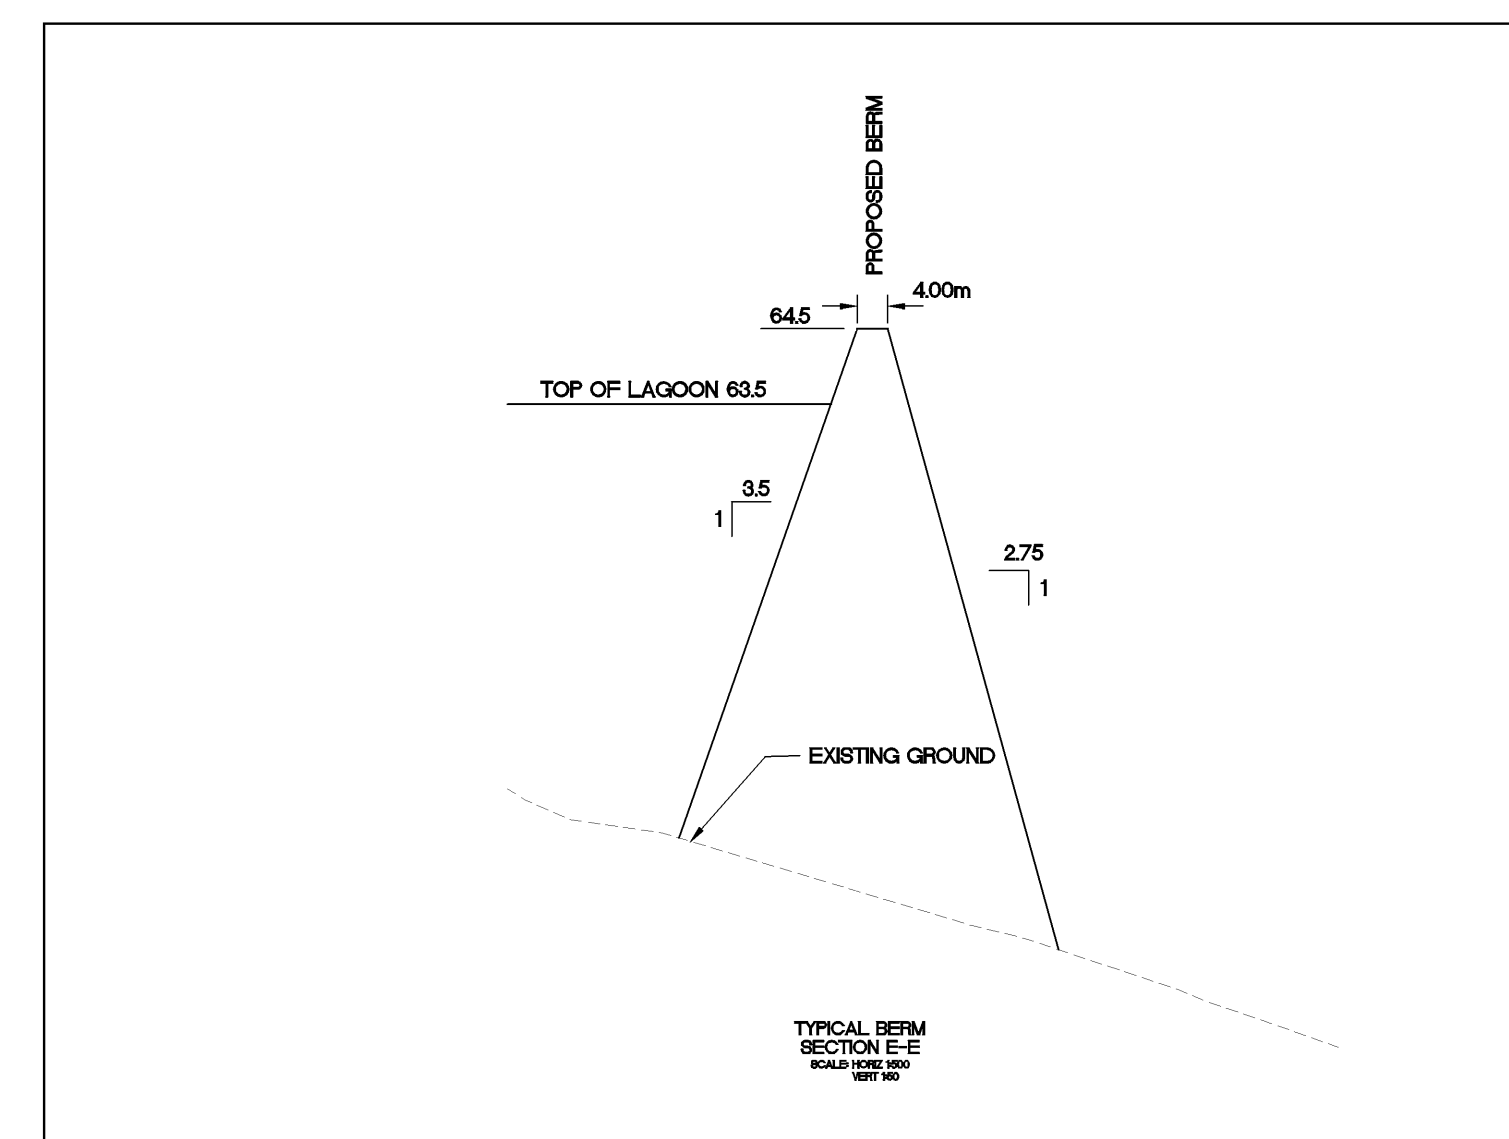 PROPOSED BERM
4.00m
64.5
TOP OF LAGOON 63.5
3.5
1
2.75
1
EXISTING GROUND
TYPICAL BERM
SECTION E-E
SCALE: HORIZ 1:500
VERT 1:50